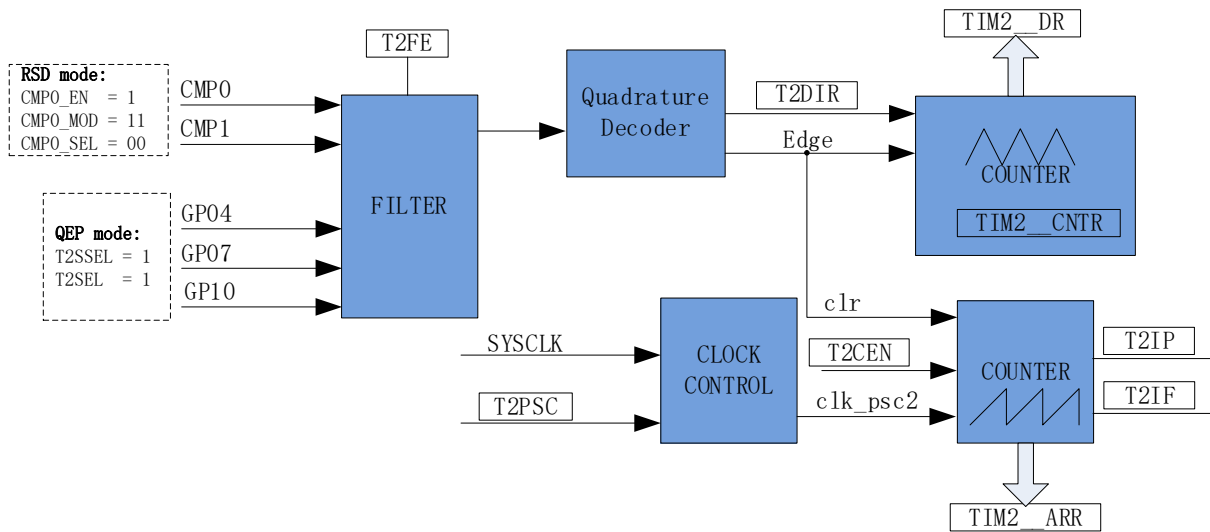 TIM2__DR
T2FE
RSD mode:
CMP0_EN = 1
CMP0_MOD = 11
CMP0_SEL = 00
CMP0
CMP1
Quadrature
Decoder
T2DIR
Edge
COUNTER
TIM2__CNTR
FILTER
QEP mode:
T2SSEL = 1
T2SEL = 1
GP04
GP07
GP10
SYSCLK
T2PSC
CLOCK
CONTROL
clr
T2CEN
clk_psc2
COUNTER
T2IP
T2IF
TIM2__ARR